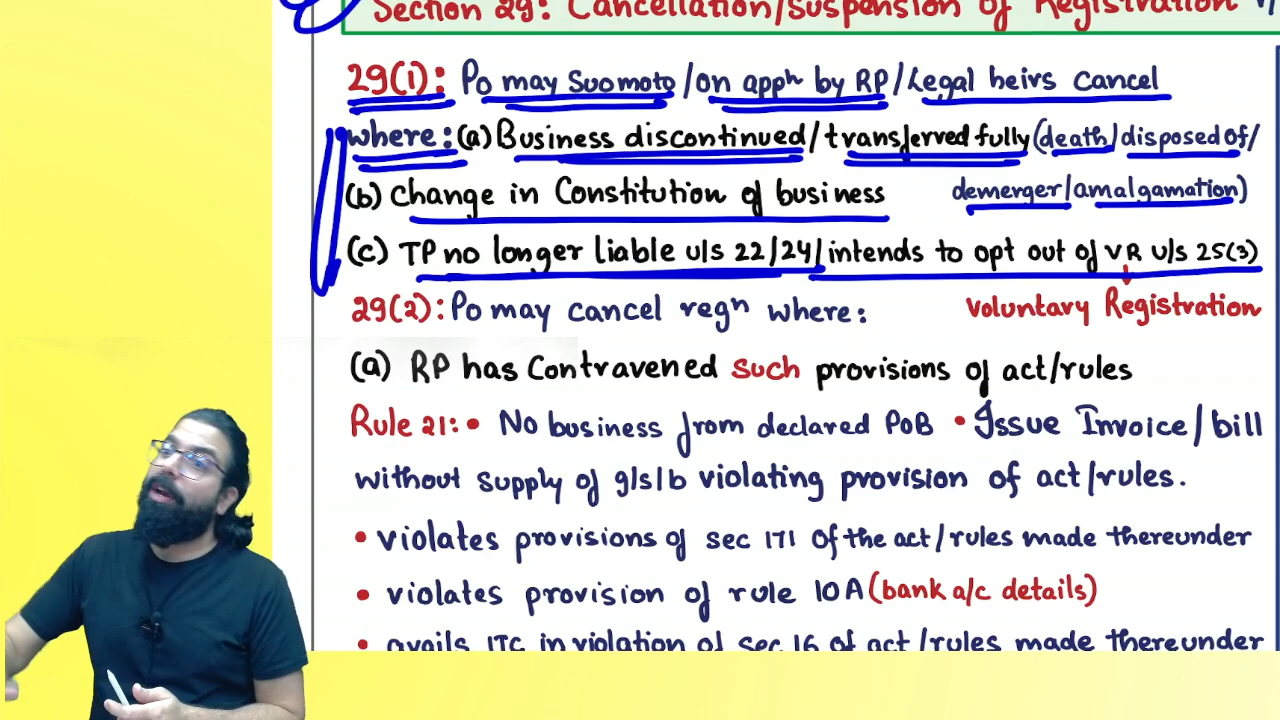 Section 29: Cancellation/Suspension of Registration
29(1): Po may Suomoto/on appn by RP/Legal heirs Cancel
where: (a) Business discontinued/transferred fully (death/disposed of/
(b) Change in Constitution of business demerger/amalgamation)
(c) TP no longer liable u/s 22/24/intends to opt out of VR u/s 25(3)
29(2): Po may cancel regn where: Voluntary Registration
(a) RP has Contravened such provisions of act/rules
Rule 21: • No business from declared PoB • Issue Invoice/bill
without supply of g/s/b violating provision of act/rules.
• violates provisions of sec 171 of the act/rules made thereunder
• violates provision of rule 10A (bank a/c details)
• avails ITC in violation of sec 16 of act/rules made thereunder